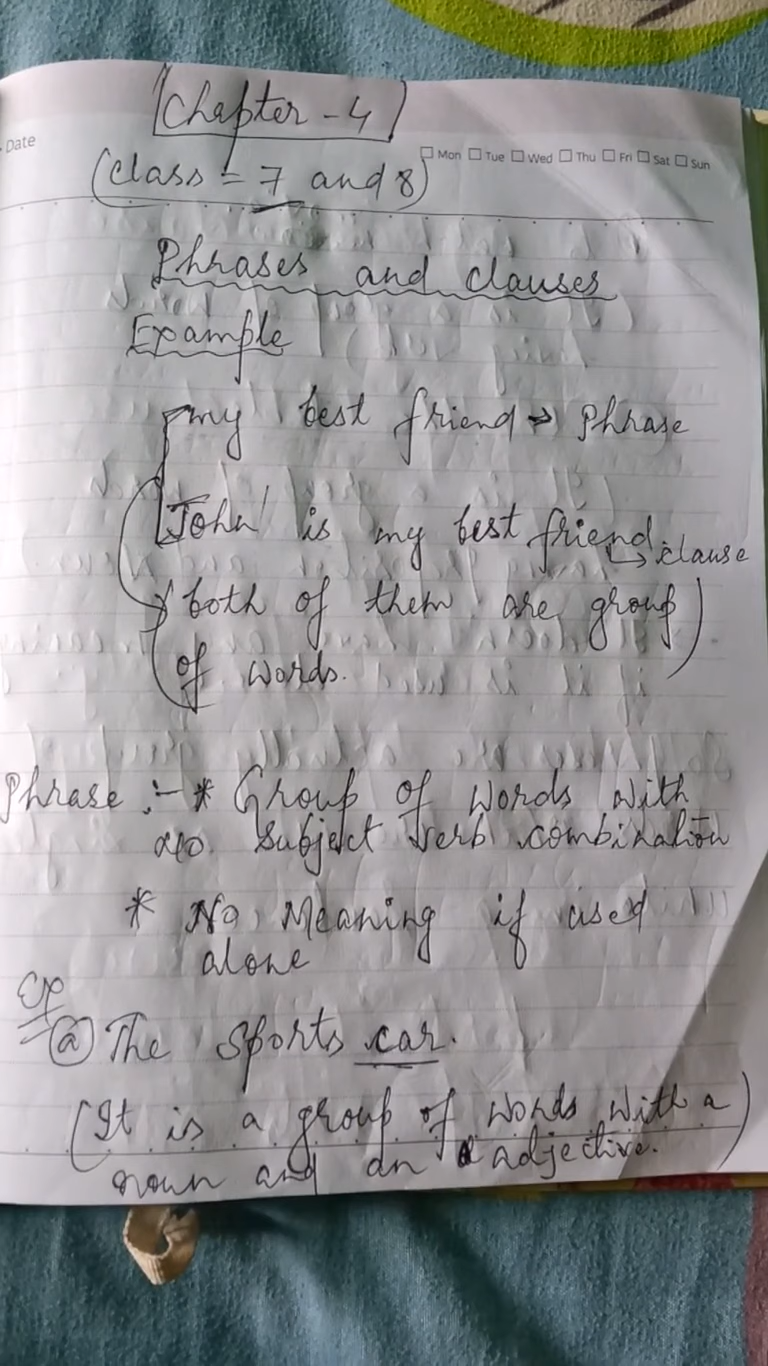 Chapter - 4
Date
Mon Tue Wed Thu Fri Sat Sun
(class = 7 and 8)
Phrases and clauses
Example
my best friend → Phrase
John is my best friend
↳ clause
both of them are group
of words.
Phrase :- * Group of words with
no subject verb combination
* No Meaning if used
alone
Ex
(a) The sports car.
(It is a group of words with a
noun and an adjective.)